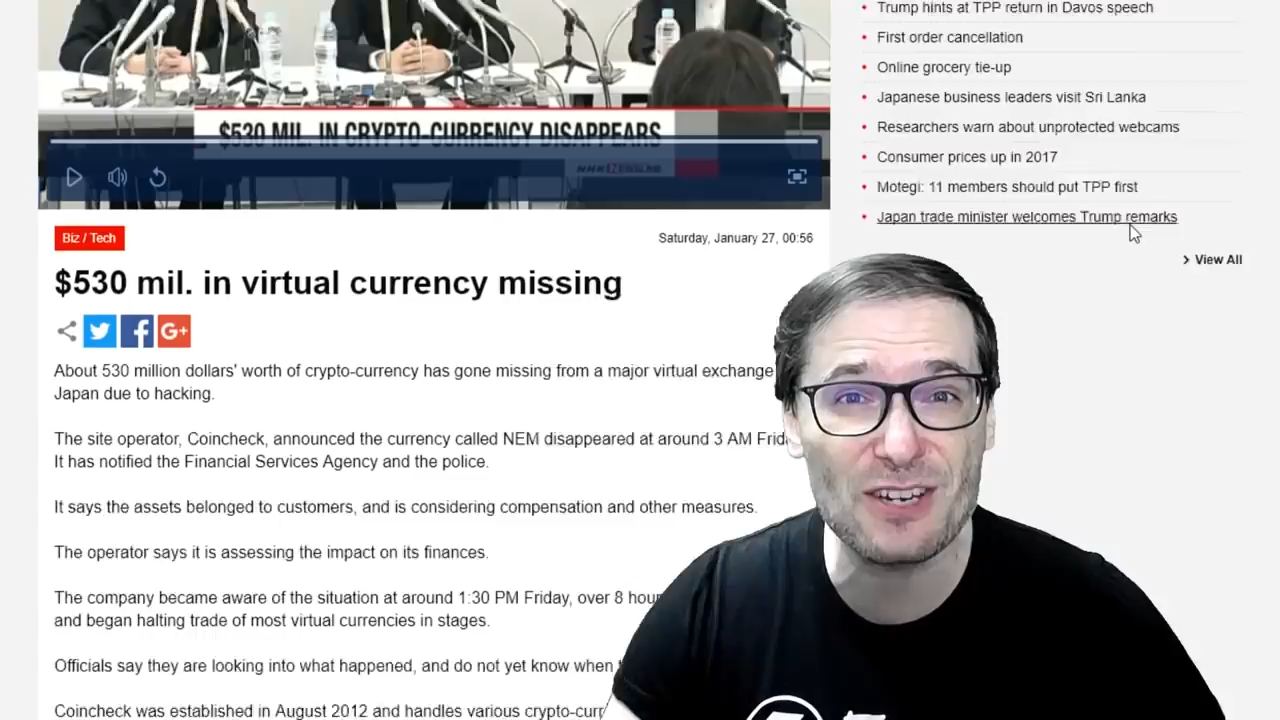 $530 MIL. IN CRYPTO-CURRENCY DISAPPEARS
Biz / Tech
Saturday, January 27, 00:56
$530 mil. in virtual currency missing
G+
About 530 million dollars' worth of crypto-currency has gone missing from a major virtual exchange
Japan due to hacking.
The site operator, Coincheck, announced the currency called NEM disappeared at around 3 AM
It has notified the Financial Services Agency and the police.
It says the assets belonged to customers, and is considering compensation and other measures.
The operator says it is assessing the impact on its finances.
The company became aware of the situation at around 1:30 PM Friday, over 8
and began halting trade of most virtual currencies in stages.
Officials say they are looking into what happened, and do not yet know when
Coincheck was established in August 2012 and handles various
Trump hints at TPP return in Davos speech
First order cancellation
Online grocery tie-up
Japanese business leaders visit Sri Lanka
Researchers warn about unprotected webcams
Consumer prices up in 2017
Motegi: 11 members should put TPP first
Japan trade minister welcomes Trump remarks
View All